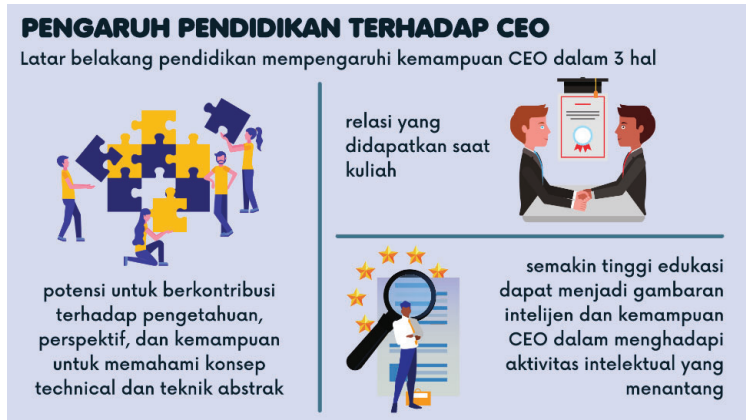 PENGARUH PENDIDIKAN TERHADAP CEO
Latar belakang pendidikan mempengaruhi kemampuan CEO dalam 3 hal
potensi untuk berkontribusi
terhadap pengetahuan,
perspektif, dan kemampuan
untuk memahami konsep
technical dan teknik abstrak
relasi yang
didapatkan saat
kuliah
semakin tinggi edukasi
dapat menjadi gambaran
intelijen dan kemampuan
CEO dalam menghadapi
aktivitas intelektual yang
menantang